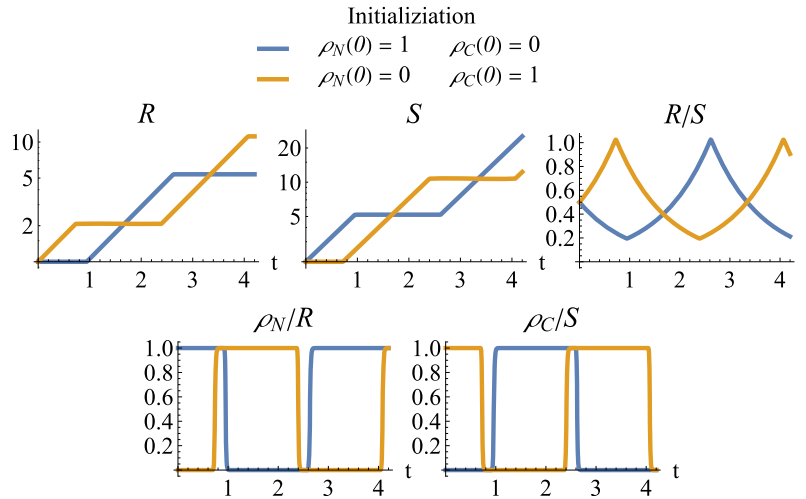 Initializiation
ρN(0) = 1 ρC(0) = 0
ρN(0) = 0 ρC(0) = 1
R S R/S
10
5
2
1 2 3 4 t
20
10
5
1 2 3 4 t
1.0
0.8
0.6
0.4
0.2
1 2 3 4 t
ρN/R ρC/S
1.0
0.8
0.6
0.4
0.2
1 2 3 4 t
1.0
0.8
0.6
0.4
0.2
1 2 3 4 t